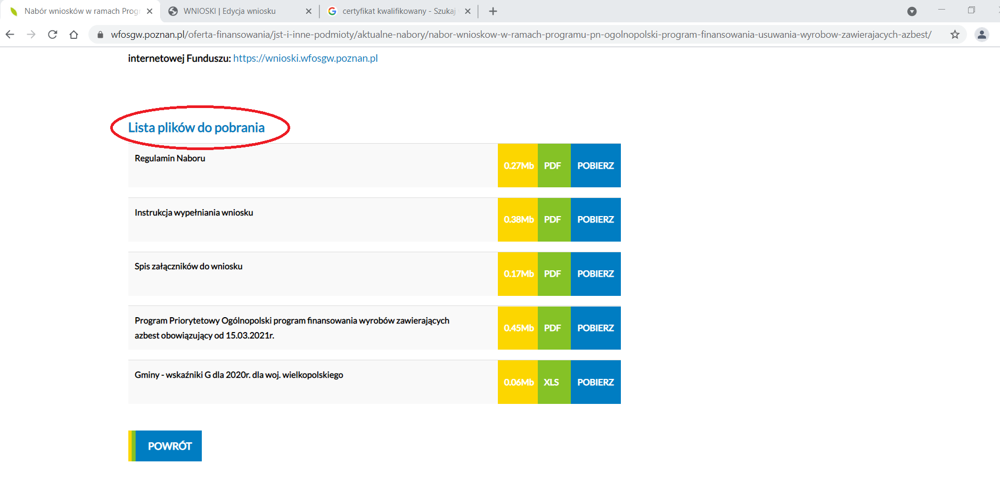 Nabór wniosków w ramach Prog
WNIOSKI | Edycja wniosku
certyfikat kwalifikowany - Szukaj
wfosgw.poznan.pl/oferta-finansowania/jst-i-inne-podmioty/aktualne-nabory/nabor-wnioskow-w-ramach-programu-pn-ogolnopolski-program-finansowania-usuwania-wyrobow-zawierajacych-azbest/
internetowej Funduszu: https://wnioski.wfosgw.poznan.pl
Lista plików do pobrania
Regulamin Naboru
0.27Mb PDF POBIERZ
Instrukcja wypełniania wniosku
0.38Mb PDF POBIERZ
Spis załączników do wniosku
0.17Mb PDF POBIERZ
Program Priorytetowy Ogólnopolski program finansowania wyrobów zawierających
azbest obowiązujący od 15.03.2021r.
0.45Mb PDF POBIERZ
Gminy - wskaźniki G dla 2020r. dla woj. wielkopolskiego
0.06Mb XLS POBIERZ
POWRÓT